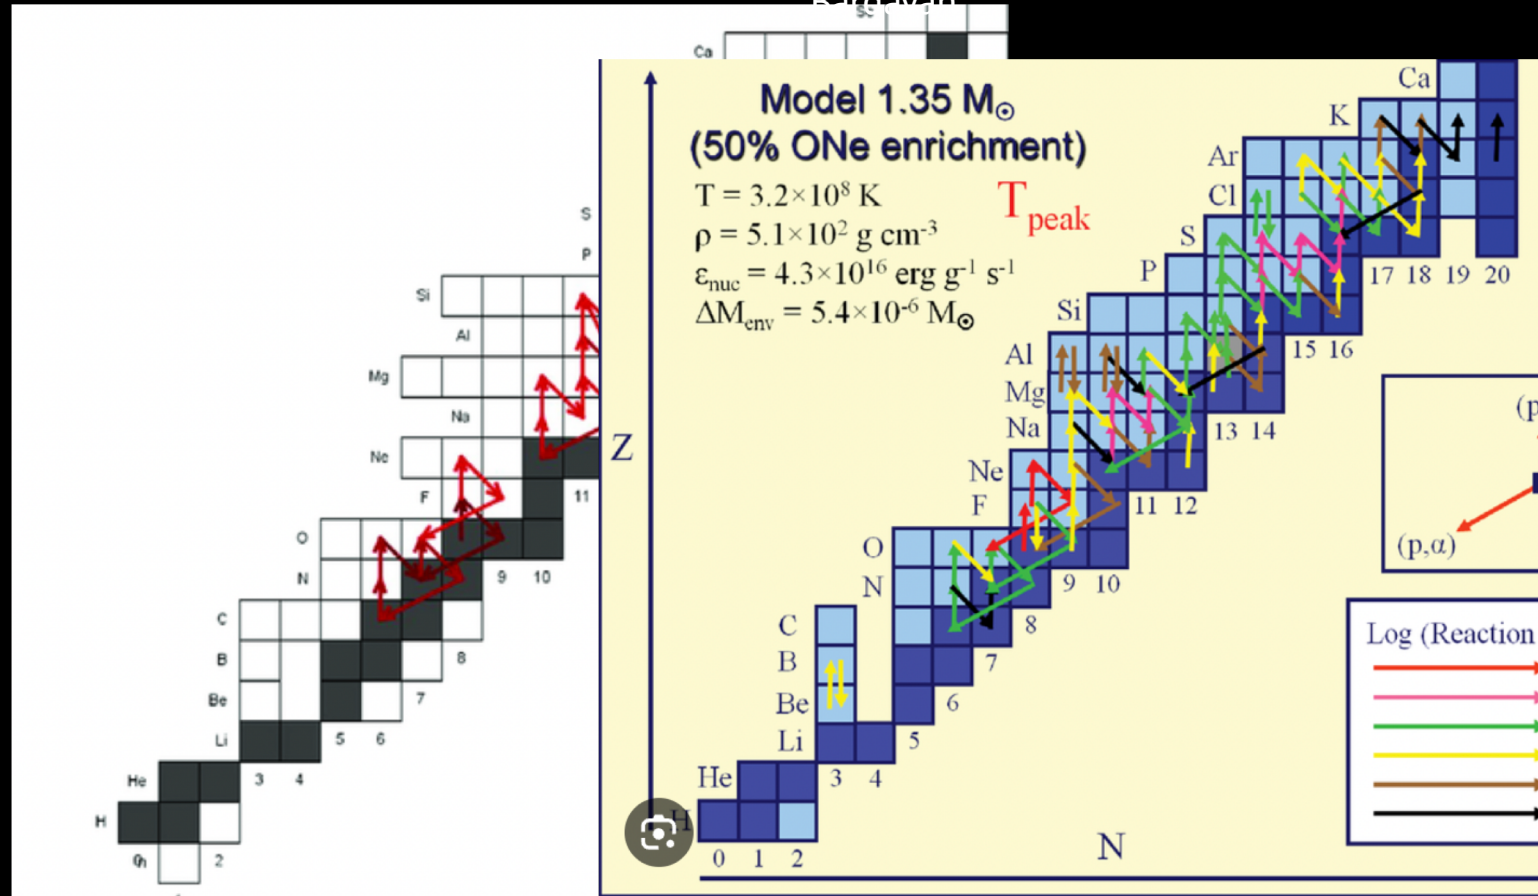 Sc
Ca
S
P
Si
Al
Mg
Na
Ne
F
11
O
N
9 10
C
8
B
7
Be
Li
5 6
He
3 4
H
0 2
Model 1.35 M⊙
(50% ONe enrichment)
T = 3.2×10⁸ K
ρ = 5.1×10² g cm⁻³
εnuc = 4.3×10¹⁶ erg g⁻¹ s⁻¹
ΔMenv = 5.4×10⁻⁶ M⊙
Tpeak
Z
Ca
K
Ar
Cl
S
17 18 19 20
P
Si
15 16
Al
Mg
Na
13 14
Ne
F
11 12
O
N
9 10
C
8
B
7
Be
6
Li
5
He
3 4
H
0 1 2
N
(p
(p,α)
Log (Reaction